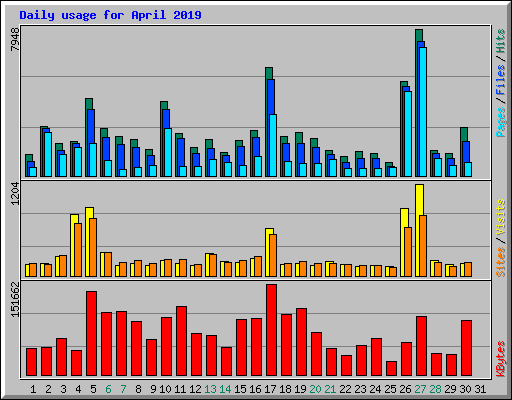 Daily usage for April 2019
7948
Pages / Files / Hits
1204
Sites / Visits
151662
KBytes
1 2 3 4 5 6 7 8 9 10 11 12 13 14 15 16 17 18 19 20 21 22 23 24 25 26 27 28 29 30 31